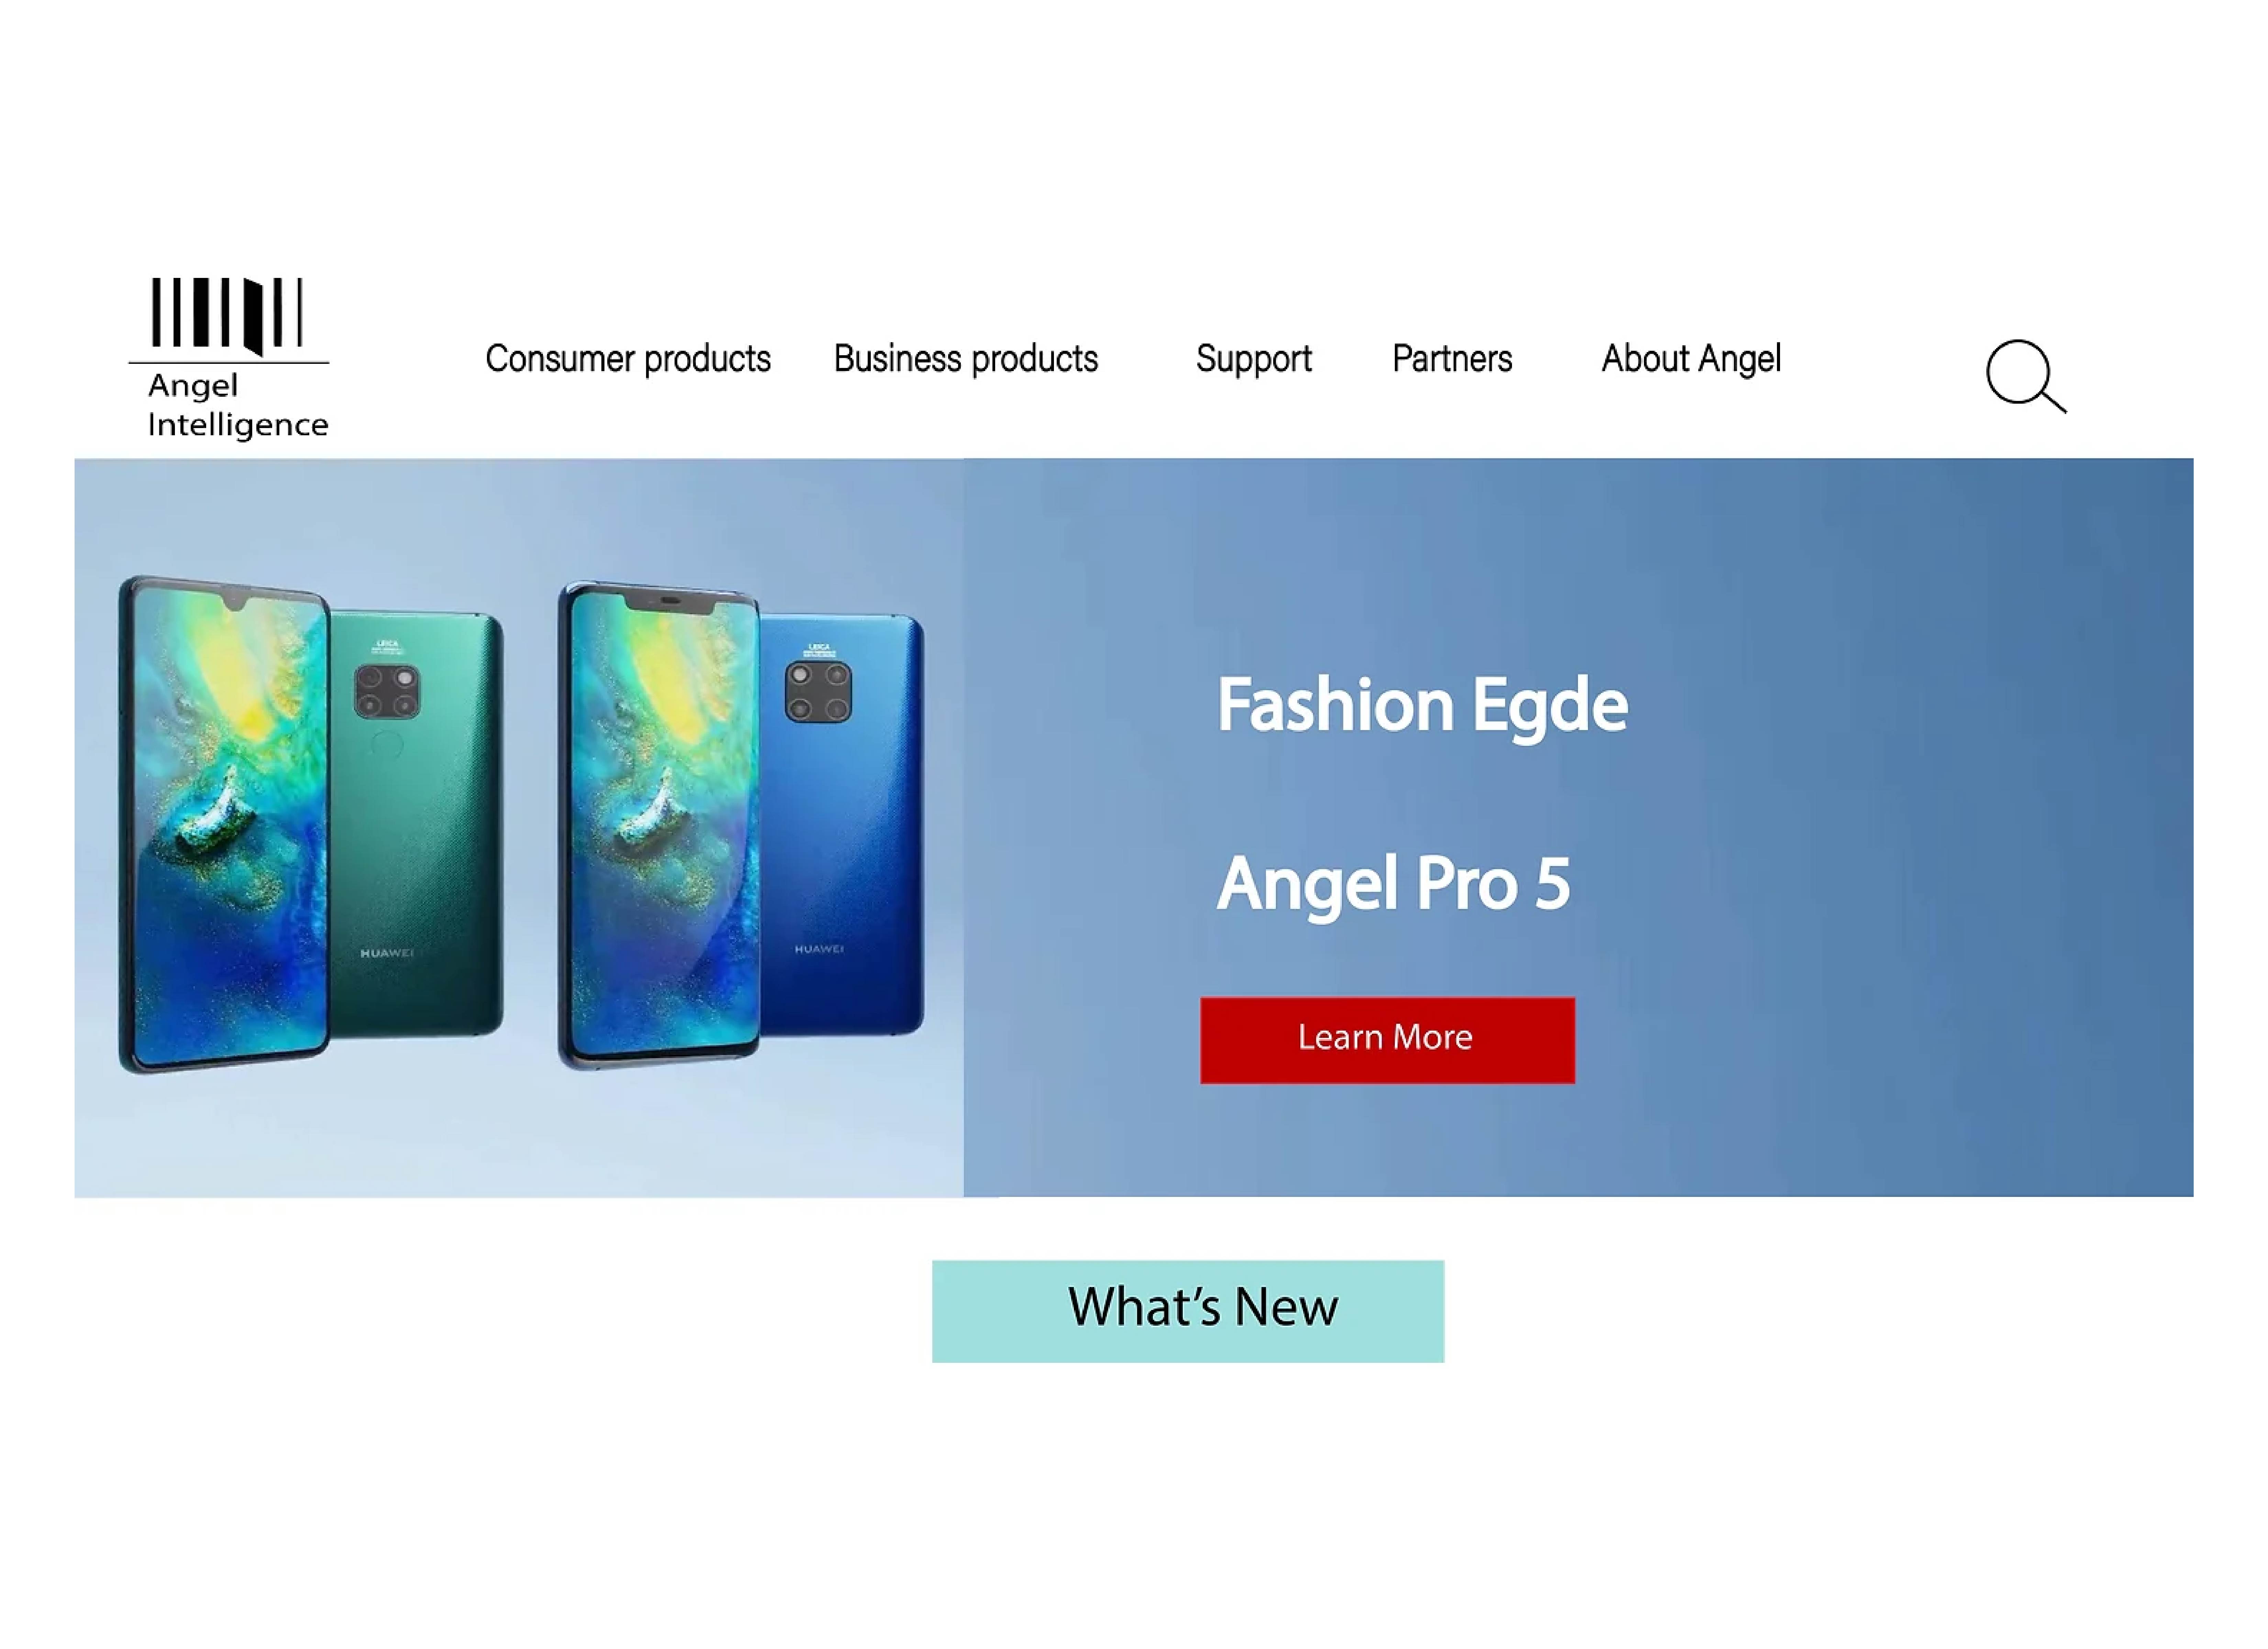 Angel
Intelligence
Consumer products
Business products
Support
Partners
About Angel
LEICA
LEICA
Fashion Egde
Angel Pro 5
HUAWEI
HUAWEI
Learn More
What's New